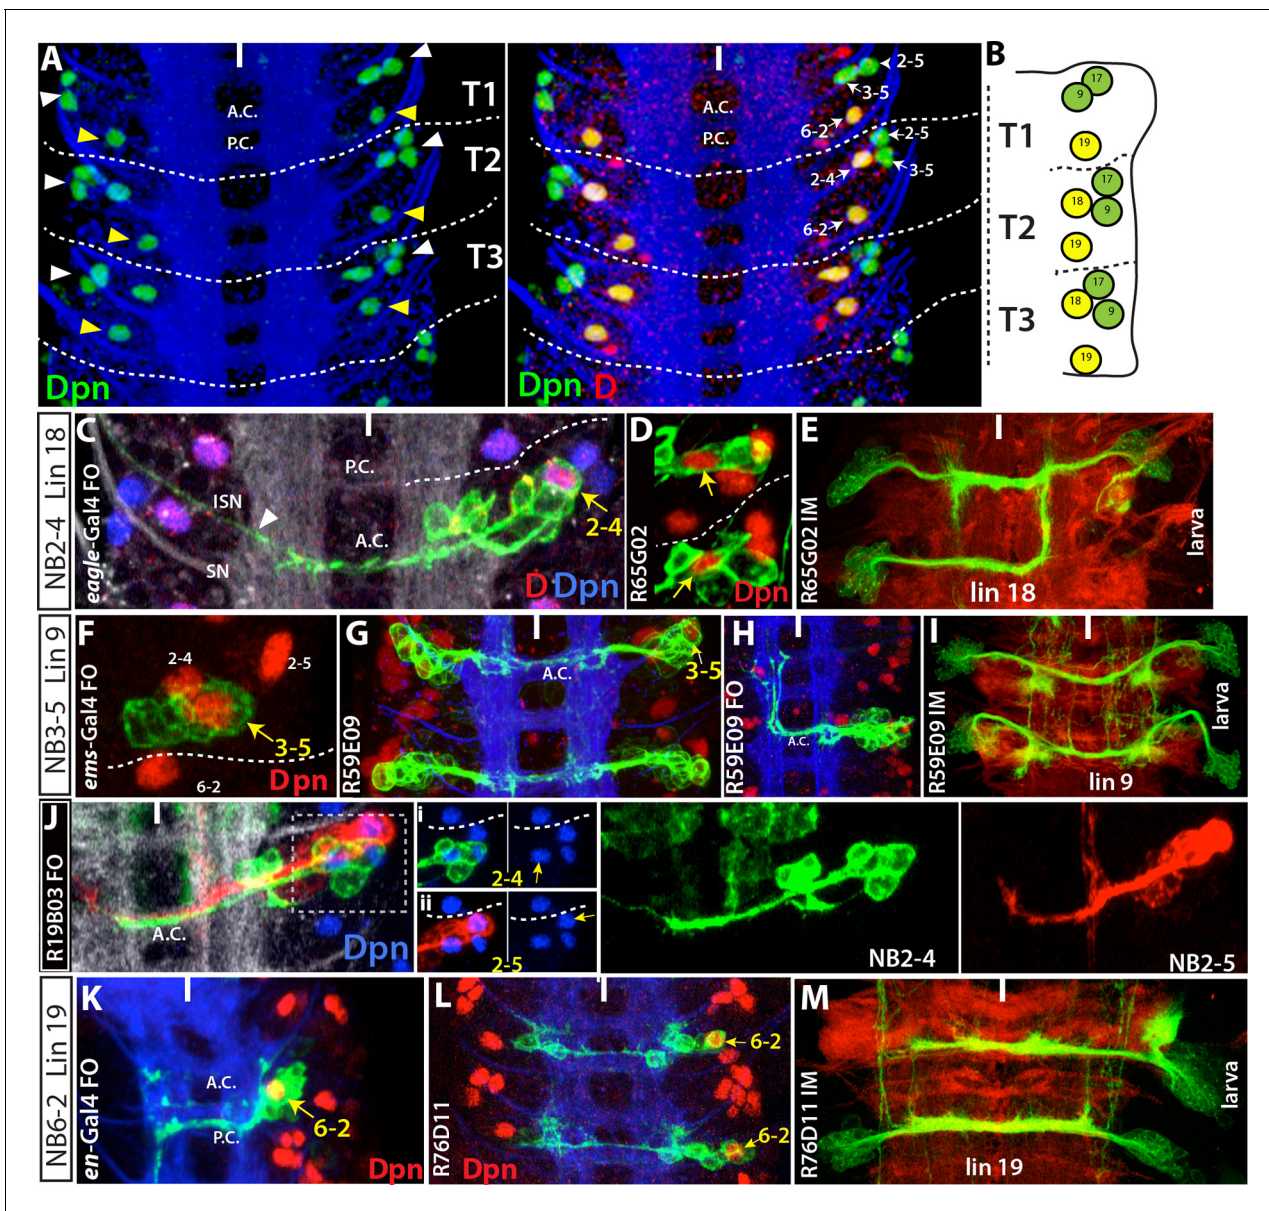 A
A.C.
P.C.
T1
T2
T3
Dpn
A.C.
P.C.
2-5
3-5
6-2
2-5
2-4
3-5
6-2
Dpn D
B
T1
T2
T3
17
9
19
17
18
9
19
17
18
9
19
NB2-4 Lin 18
eagle-Gal4 FO
C
P.C.
ISN
A.C.
SN
2-4
D Dpn
D
R65G02
Dpn
E
R65G02 IM
lin 18
larva
NB3-5 Lin 9
ems-Gal4 FO
F
2-4
2-5
3-5
6-2
Dpn
G
R59E09
A.C.
3-5
H
R59E09 FO
A.C.
I
R59E09 IM
lin 9
larva
R19B03 FO
J
A.C.
Dpn
i
2-4
ii
2-5
NB2-4
NB2-5
NB6-2 Lin 19
en-Gal4 FO
K
A.C.
P.C.
6-2
Dpn
L
R76D11
6-2
6-2
Dpn
M
R76D11 IM
lin 19
larva